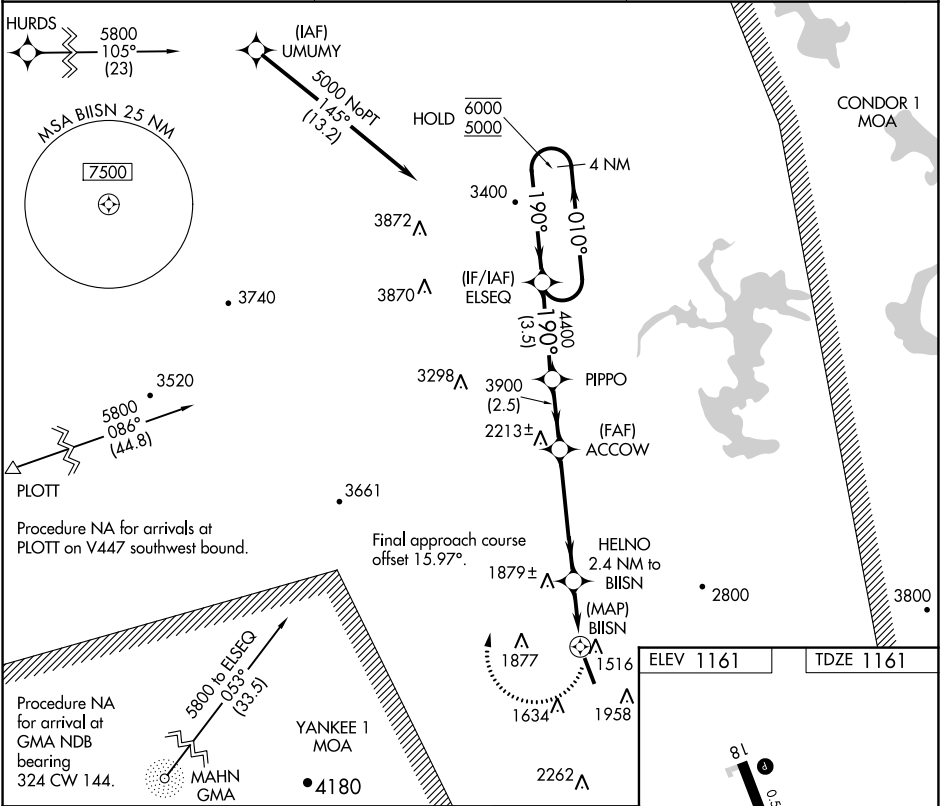 HURDS
5800
105°
(23)
(IAF)
UMUMY
5000 NoPT
145°
(13.2)
HOLD
6000
5000
4 NM
CONDOR 1
MOA
MSA BIISN 25 NM
7500
3400
190°
010°
3872
(IF/IAF)
ELSEQ
3870
3740
190°
4400
(3.5)
3298
PIPPO
3900
(2.5)
3520
5800
086°
(44.8)
2213±
(FAF)
ACCOW
PLOTT
3661
Procedure NA for arrivals at
PLOTT on V447 southwest bound.
Final approach course
offset 15.97°.
HELNO
2.4 NM to
BIISN
1879±
2800
3800
(MAP)
BIISN
1877
1516
ELEV 1161
TDZE 1161
5800 to ELSEQ
053°
(33.5)
1634
1958
Procedure NA
for arrival at
GMA NDB
bearing
324 CW 144.
YANKEE 1
MOA
MAHN
GMA
4180
2262
18
P
0.5